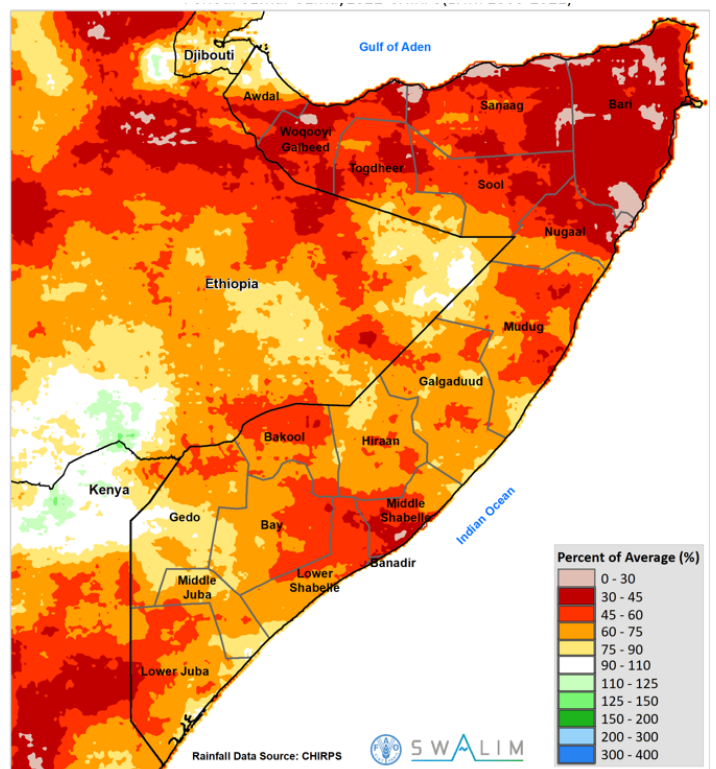 Gulf of Aden
Djibouti
Awdal
Sanaag
Bari
Woqooyi
Galbeed
Togdheer
Sool
Nugaal
Ethiopia
Mudug
Galgaduud
Bakool
Hiraan
Kenya
Gedo
Bay
Middle
Shabelle
Indian Ocean
Banadir
Middle
Juba
Lower
Shabelle
Lower Juba
Percent of Average (%)
0 - 30
30 - 45
45 - 60
60 - 75
75 - 90
90 - 110
110 - 125
125 - 150
150 - 200
200 - 300
300 - 400
Rainfall Data Source: CHIRPS
FAO
SWALIM